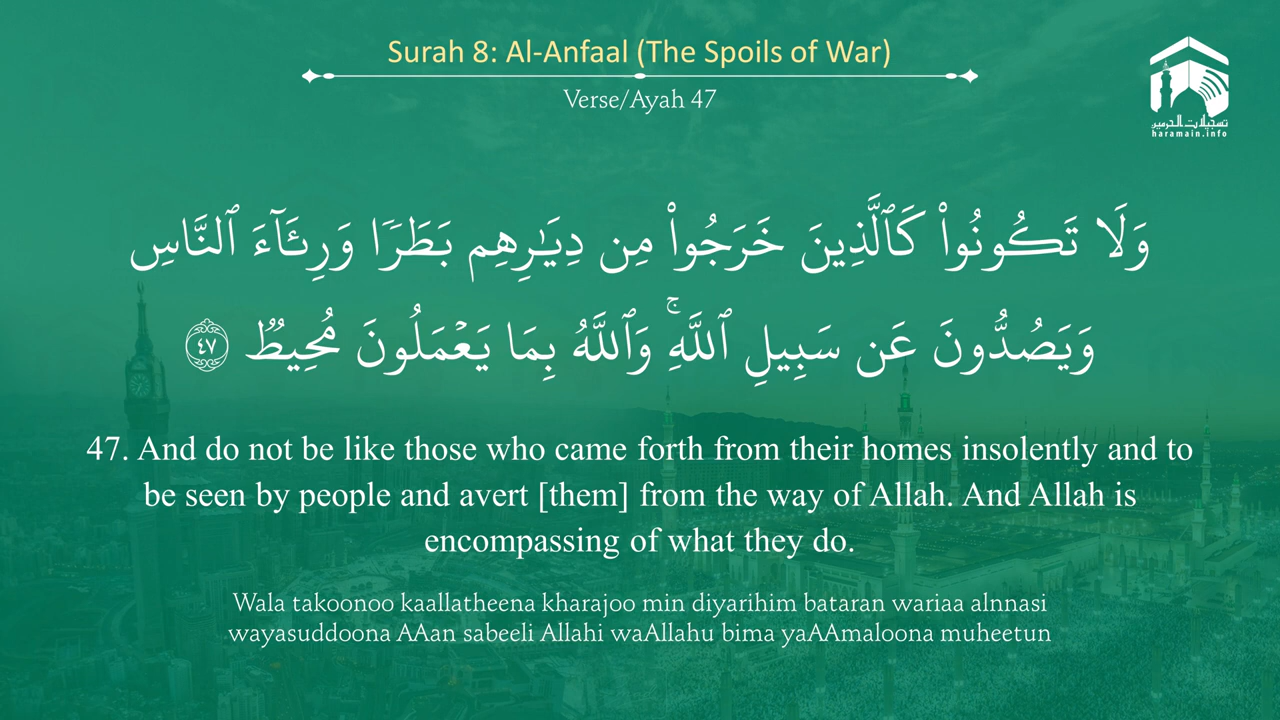 Surah 8: Al-Anfaal (The Spoils of War)
Verse/Ayah 47
تسجيلات الحرمين
haramain.info
وَلَا تَكُونُوا۟ كَٱلَّذِينَ خَرَجُوا۟ مِن دِيَـٰرِهِم بَطَرًۭا وَرِئَآءَ ٱلنَّاسِ
وَيَصُدُّونَ عَن سَبِيلِ ٱللَّهِ ۚ وَٱللَّهُ بِمَا يَعْمَلُونَ مُحِيطٌۭ ٤٧
47. And do not be like those who came forth from their homes insolently and to
be seen by people and avert [them] from the way of Allah. And Allah is
encompassing of what they do.
Wala takoonoo kaallatheena kharajoo min diyarihim bataran wariaa alnnasi
wayasuddoona AAan sabeeli Allahi waAllahu bima yaAAmaloona muheetun